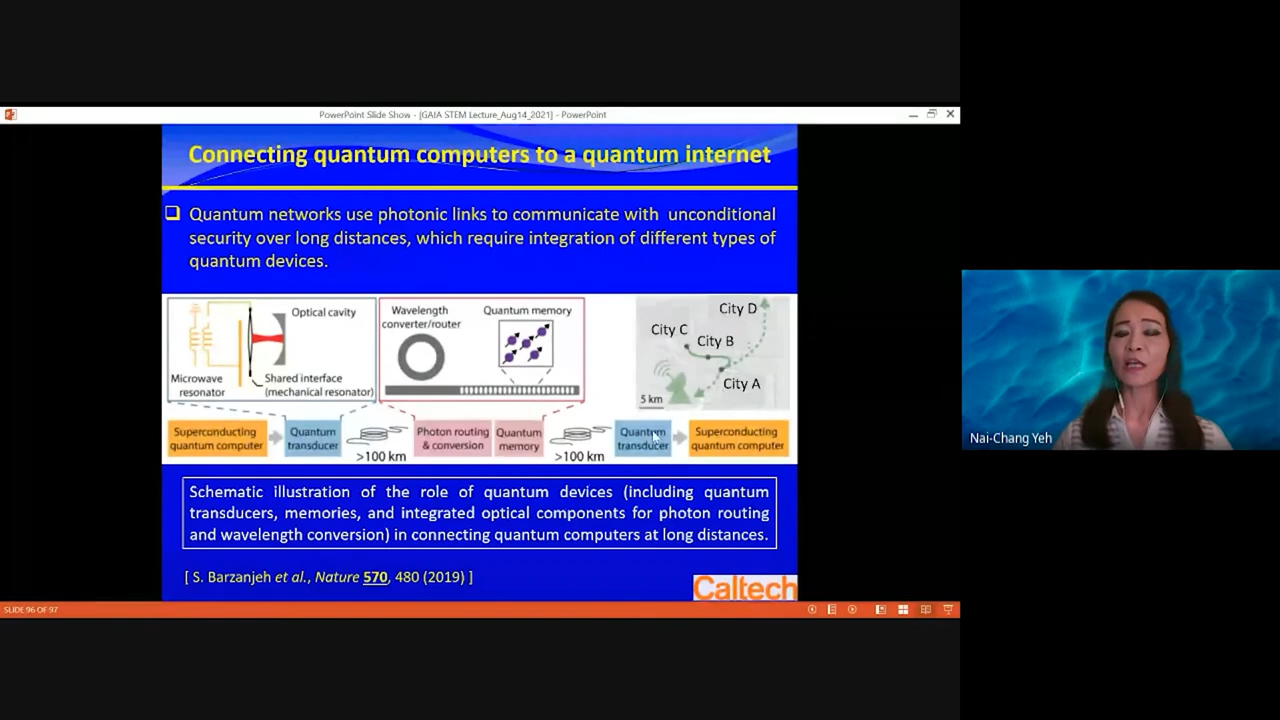 PowerPoint Slide Show - [GAIA STEM Lecture_Aug14_2021] - PowerPoint
Connecting quantum computers to a quantum internet
Quantum networks use photonic links to communicate with unconditional
security over long distances, which require integration of different types of
quantum devices.
Optical cavity
Microwave
resonator
Shared interface
(mechanical resonator)
Wavelength
converter/router
Quantum memory
City D
City C
City B
City A
5 km
Superconducting
quantum computer
Quantum
transducer
>100 km
Photon routing
& conversion
Quantum
memory
>100 km
Quantum
transducer
Superconducting
quantum computer
Schematic illustration of the role of quantum devices (including quantum
transducers, memories, and integrated optical components for photon routing
and wavelength conversion) in connecting quantum computers at long distances.
[ S. Barzanjeh et al., Nature 570, 480 (2019) ]
Caltech
SLIDE 96 OF 97
Nai-Chang Yeh